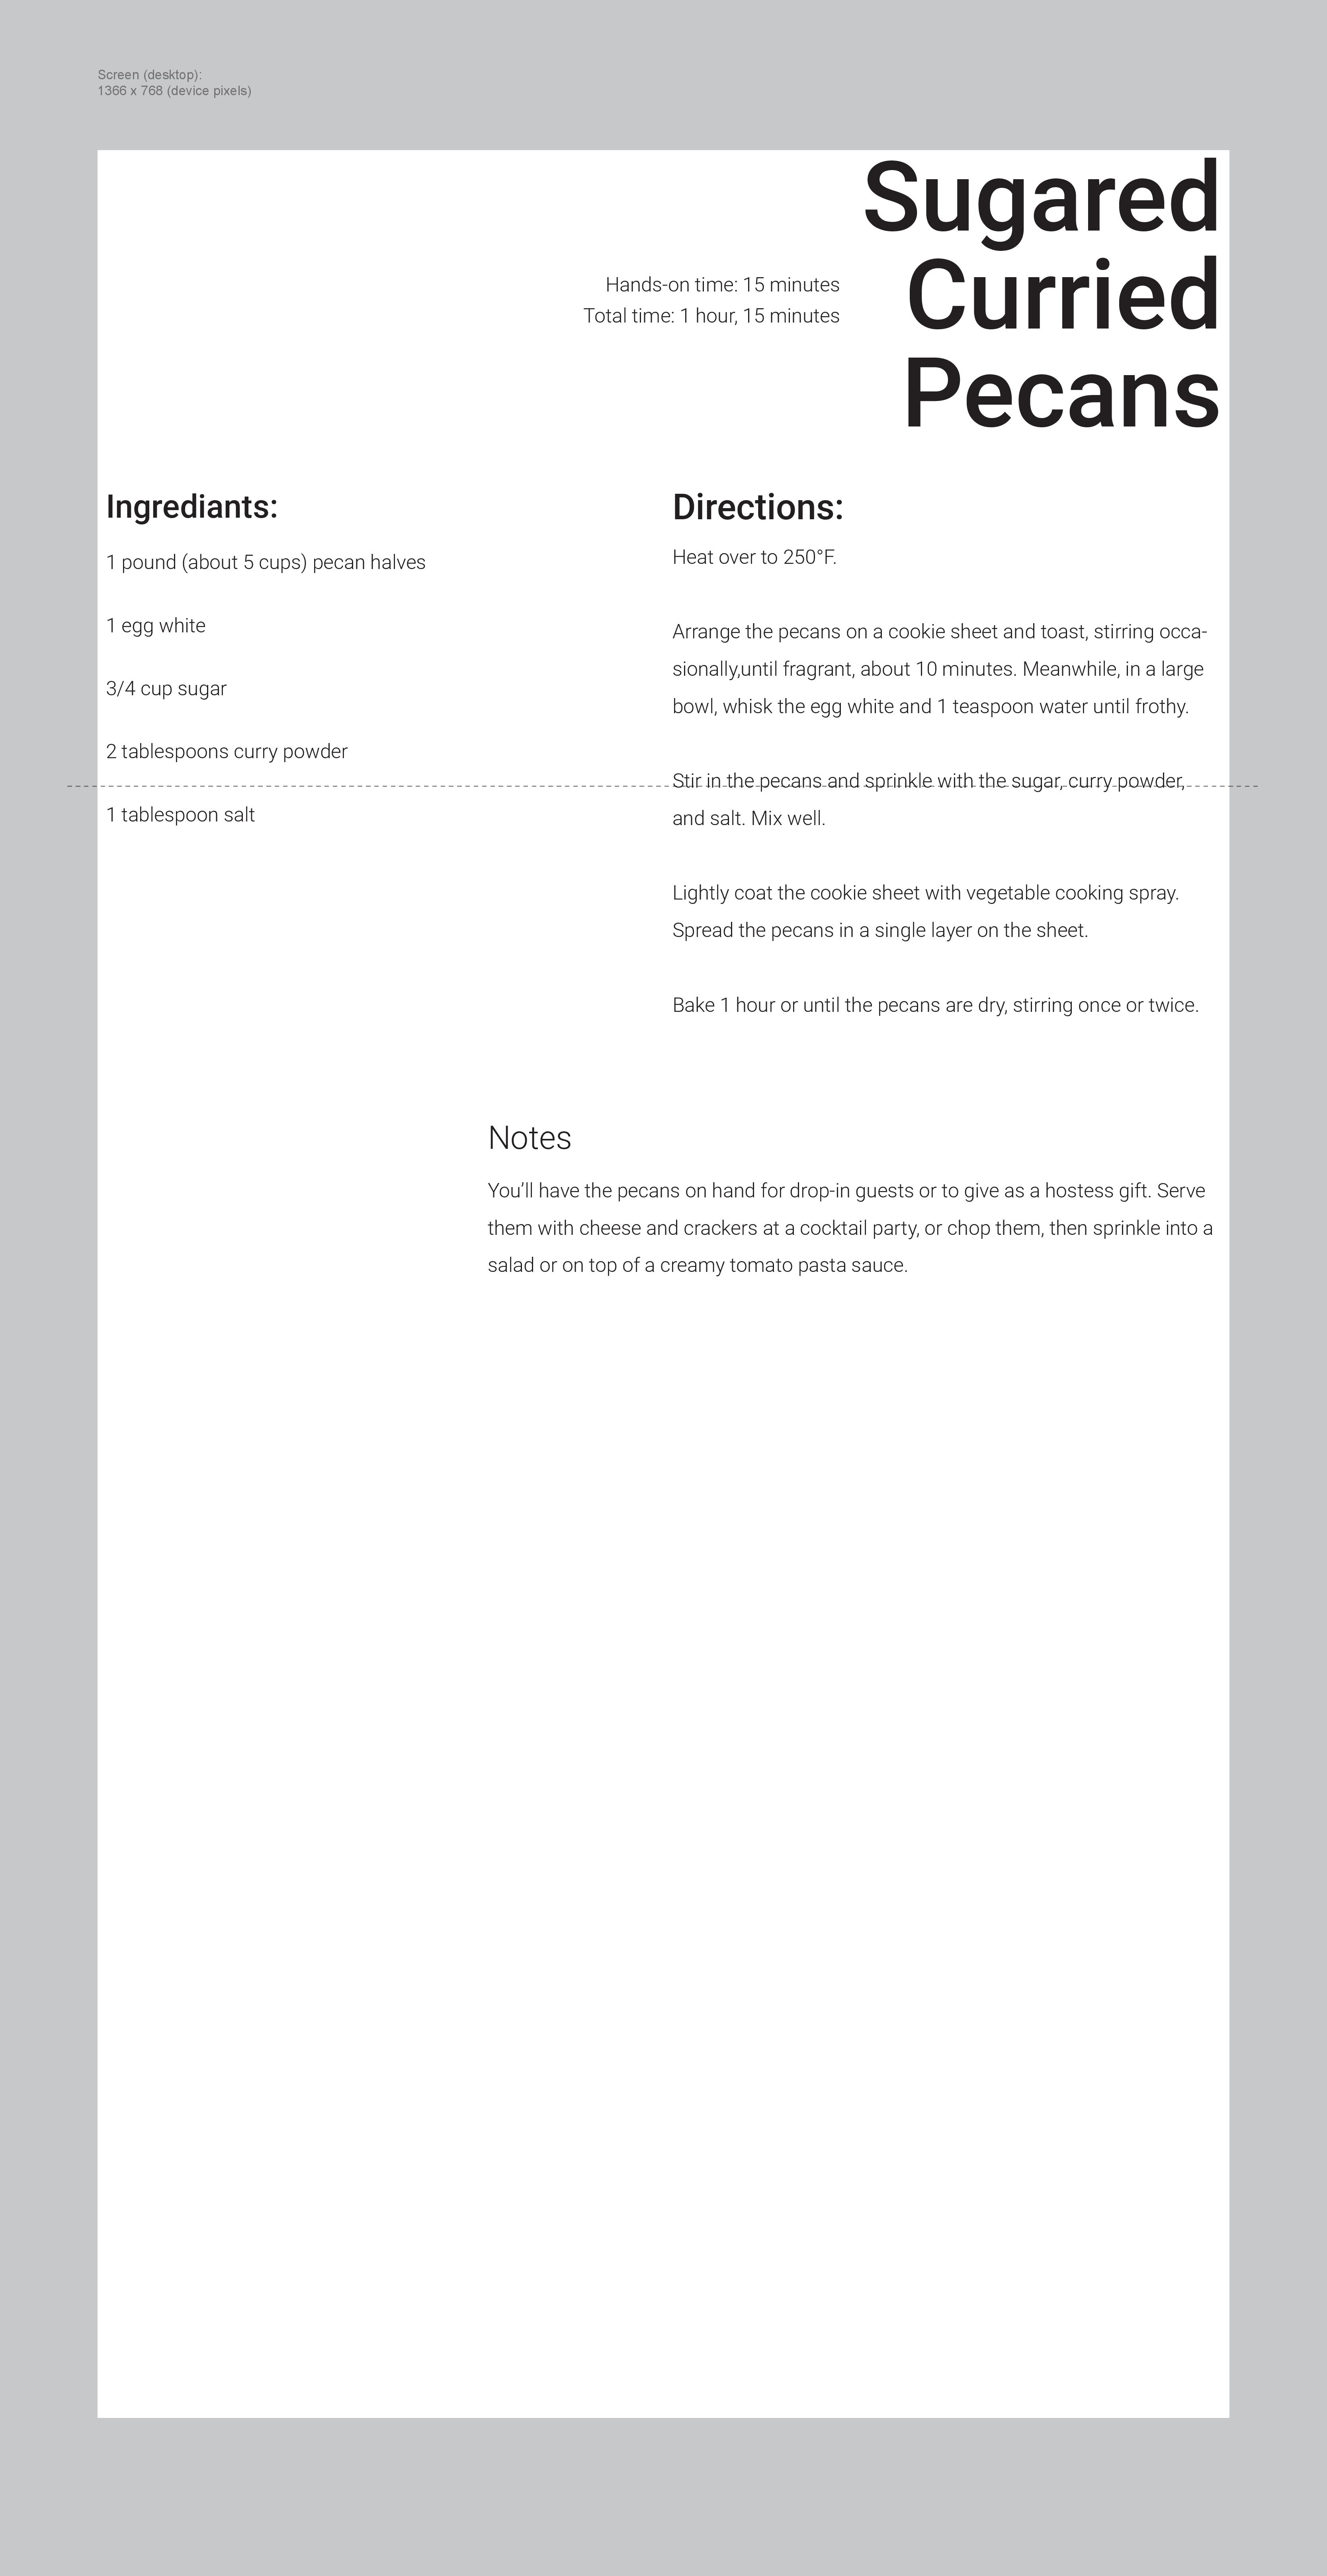 Screen (desktop):
1366 x 768 (device pixels)
Sugared
Curried
Pecans
Hands-on time: 15 minutes
Total time: 1 hour, 15 minutes
Ingrediants:
1 pound (about 5 cups) pecan halves
1 egg white
3/4 cup sugar
2 tablespoons curry powder
1 tablespoon salt
Directions:
Heat over to 250°F.
Arrange the pecans on a cookie sheet and toast, stirring occa-
sionally,until fragrant, about 10 minutes. Meanwhile, in a large
bowl, whisk the egg white and 1 teaspoon water until frothy.
Stir in the pecans and sprinkle with the sugar, curry powder,
and salt. Mix well.
Lightly coat the cookie sheet with vegetable cooking spray.
Spread the pecans in a single layer on the sheet.
Bake 1 hour or until the pecans are dry, stirring once or twice.
Notes
You’ll have the pecans on hand for drop-in guests or to give as a hostess gift. Serve
them with cheese and crackers at a cocktail party, or chop them, then sprinkle into a
salad or on top of a creamy tomato pasta sauce.